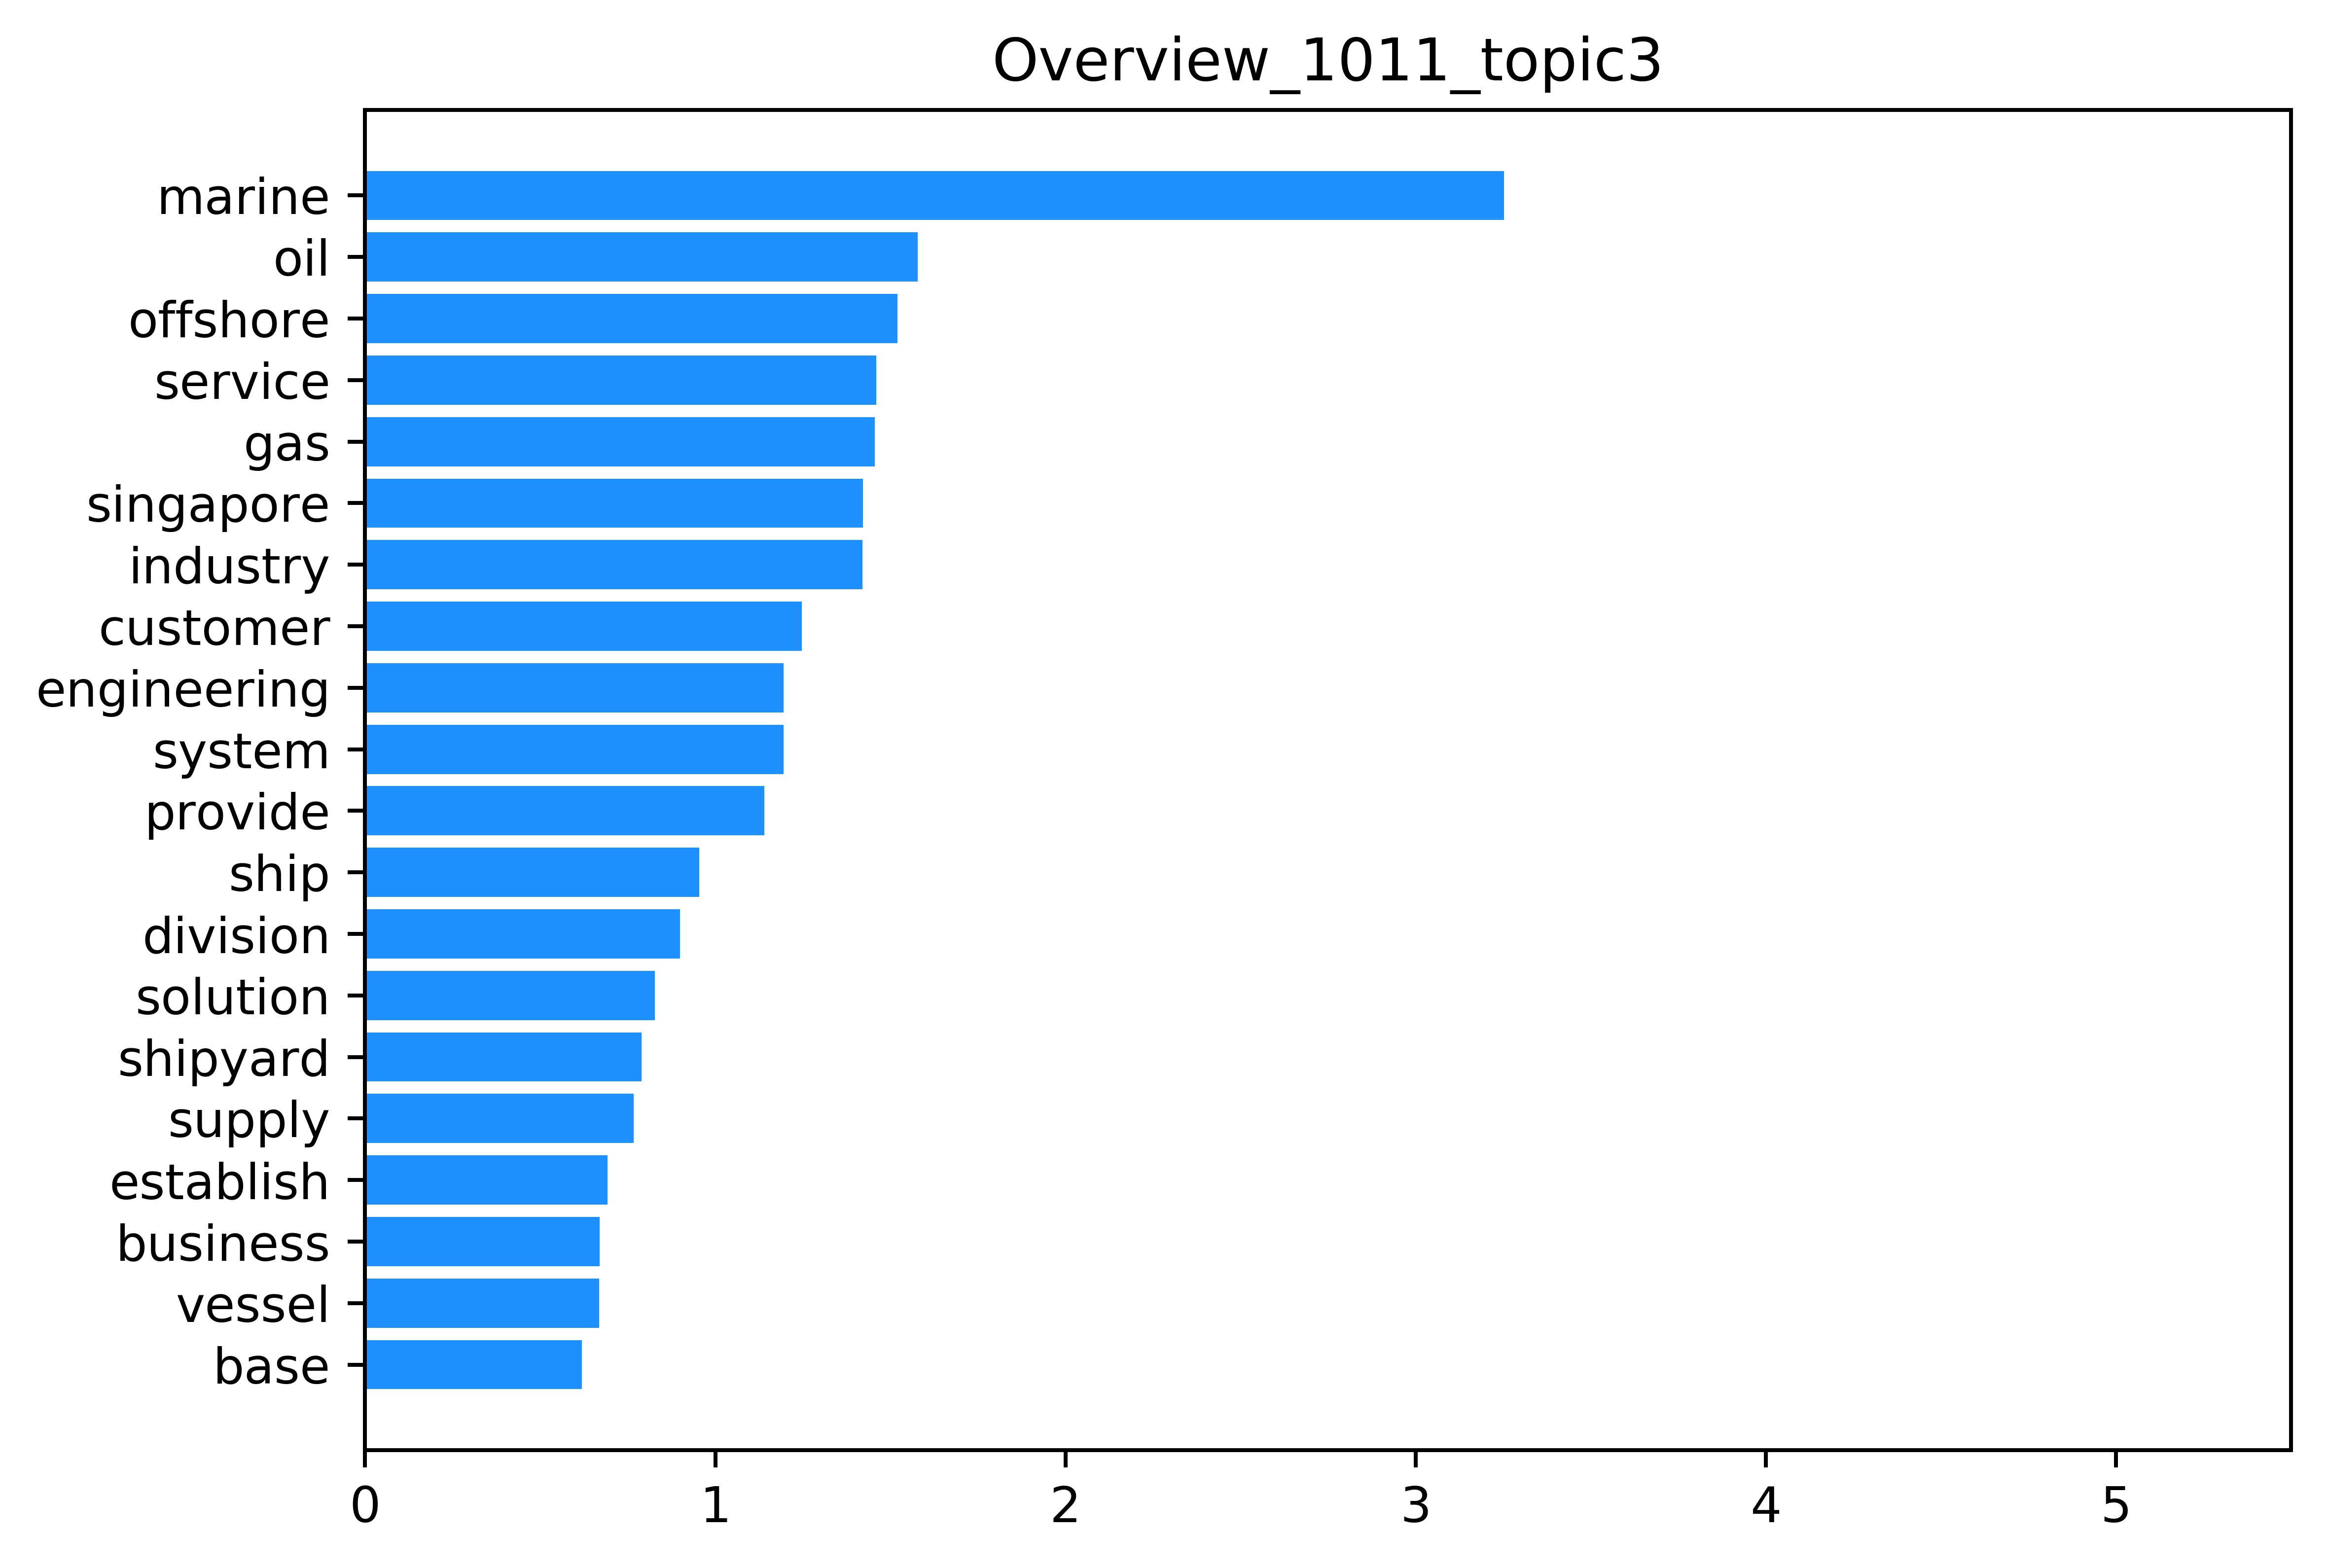 Overview_1011_topic3
marine
oil
offshore
service
gas
singapore
industry
customer
engineering
system
provide
ship
division
solution
shipyard
supply
establish
business
vessel
base
0 1 2 3 4 5